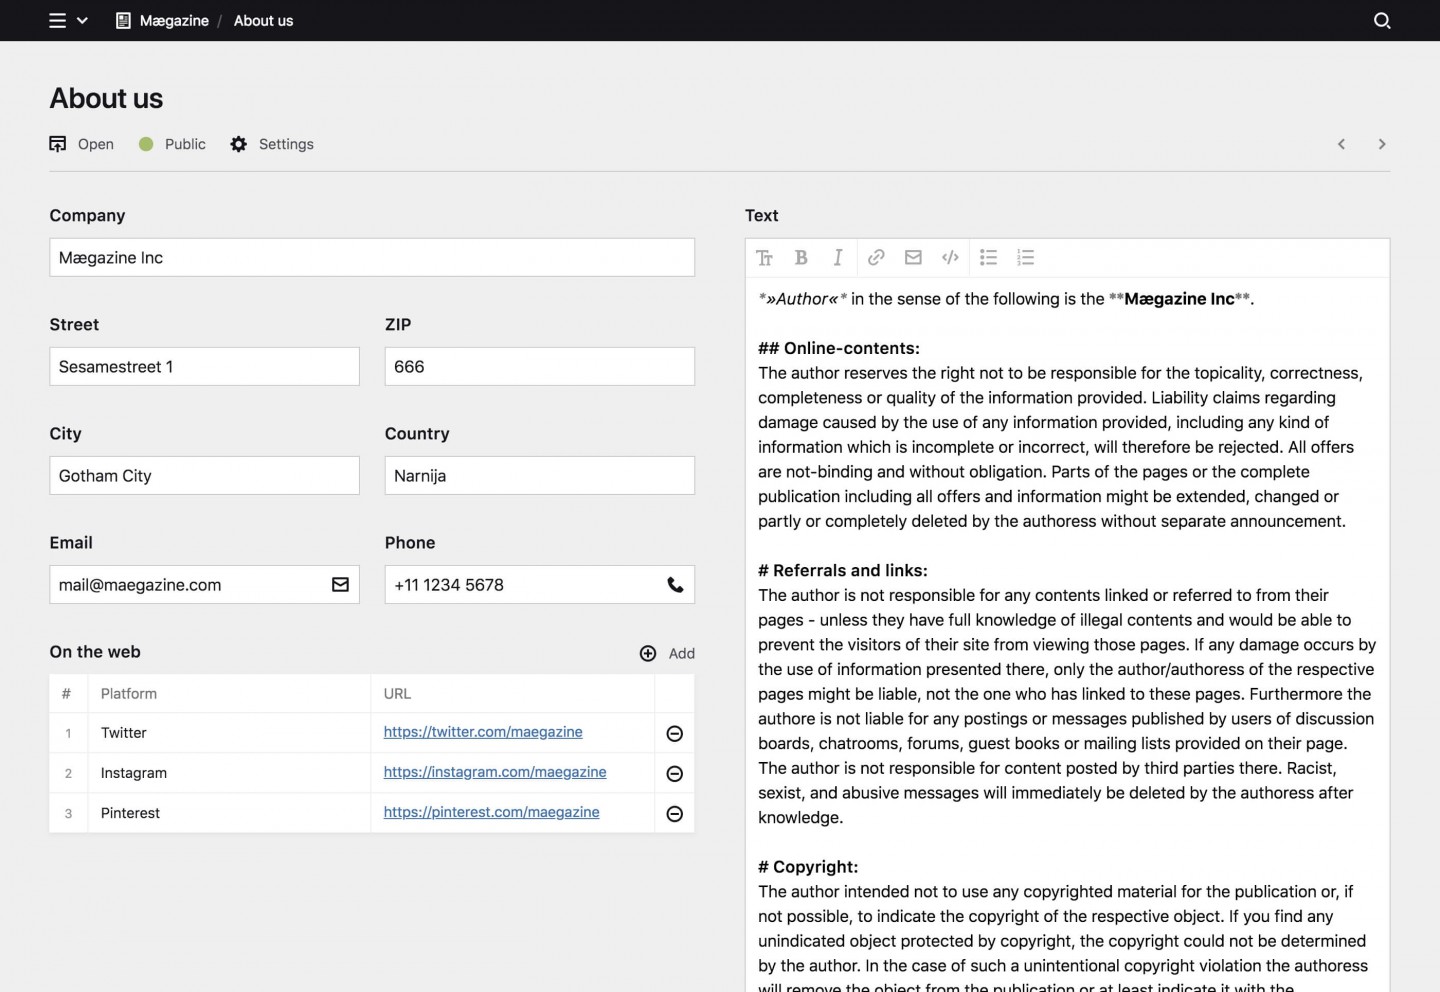 Mægazine / About us
About us
Open Public Settings
Company
Mægazine Inc
Street ZIP
Sesamestreet 1 666
City Country
Gotham City Narnija
Email Phone
mail@maegazine.com +11 1234 5678
On the web Add
# Platform URL
1 Twitter https://twitter.com/maegazine
2 Instagram https://instagram.com/maegazine
3 Pinterest https://pinterest.com/maegazine
Text
*»Author«* in the sense of the following is the **Mægazine Inc**.
## Online-contents:
The author reserves the right not to be responsible for the topicality, correctness,
completeness or quality of the information provided. Liability claims regarding
damage caused by the use of any information provided, including any kind of
information which is incomplete or incorrect, will therefore be rejected. All offers
are not-binding and without obligation. Parts of the pages or the complete
publication including all offers and information might be extended, changed or
partly or completely deleted by the authoress without separate announcement.
# Referrals and links:
The author is not responsible for any contents linked or referred to from their
pages - unless they have full knowledge of illegal contents and would be able to
prevent the visitors of their site from viewing those pages. If any damage occurs by
the use of information presented there, only the author/authoress of the respective
pages might be liable, not the one who has linked to these pages. Furthermore the
authore is not liable for any postings or messages published by users of discussion
boards, chatrooms, forums, guest books or mailing lists provided on their page.
The author is not responsible for content posted by third parties there. Racist,
sexist, and abusive messages will immediately be deleted by the authoress after
knowledge.
# Copyright:
The author intended not to use any copyrighted material for the publication or, if
not possible, to indicate the copyright of the respective object. If you find any
unindicated object protected by copyright, the copyright could not be determined
by the author. In the case of such a unintentional copyright violation the authoress
will remove the object from the publication or at least indicate it with the